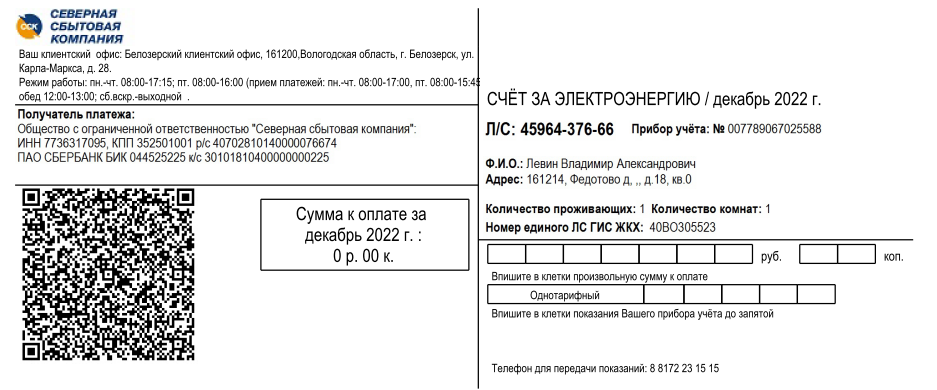 ССК
СЕВЕРНАЯ
СБЫТОВАЯ
КОМПАНИЯ
Ваш клиентский офис: Белозерский клиентский офис, 161200,Вологодская область, г. Белозерск, ул.
Карла-Маркса, д. 28.
Режим работы: пн.-чт. 08:00-17:15; пт. 08:00-16:00 (прием платежей: пн.-чт. 08:00-17:00, пт. 08:00-15:45
обед 12:00-13:00; сб.вскр.-выходной .
Получатель платежа:
Общество с ограниченной ответственностью "Северная сбытовая компания":
ИНН 7736317095, КПП 352501001 р/с 40702810140000076674
ПАО СБЕРБАНК БИК 044525225 к/с 30101810400000000225
Сумма к оплате за
декабрь 2022 г. :
0 р. 00 к.
СЧЁТ ЗА ЭЛЕКТРОЭНЕРГИЮ / декабрь 2022 г.
Л/С: 45964-376-66 Прибор учёта: № 007789067025588
Ф.И.О.: Левин Владимир Александрович
Адрес: 161214, Федотово д, ,, д.18, кв.0
Количество проживающих: 1 Количество комнат: 1
Номер единого ЛС ГИС ЖКХ: 40ВО305523
руб. коп.
Впишите в клетки произвольную сумму к оплате
Однотарифный
Впишите в клетки показания Вашего прибора учёта до запятой
Телефон для передачи показаний: 8 8172 23 15 15